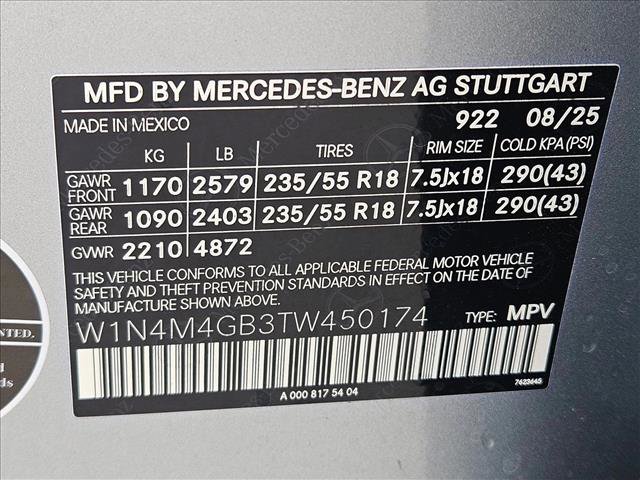 MFD BY MERCEDES-BENZ AG STUTTGART
MADE IN MEXICO 922 08/25
KG LB TIRES RIM SIZE COLD KPA(PSI)
GAWR FRONT 1170 2579 235/55 R18 7.5Jx18 290(43)
GAWR REAR 1090 2403 235/55 R18 7.5Jx18 290(43)
GVWR 2210 4872
THIS VEHICLE CONFORMS TO ALL APPLICABLE FEDERAL MOTOR VEHICLE
SAFETY AND THEFT PREVENTION STANDARDS IN EFFECT ON THE DATE OF
MANUFACTURE SHOWN ABOVE.
W1N4M4GB3TW450174 TYPE: MPV
A 000 817 54 04 7623645